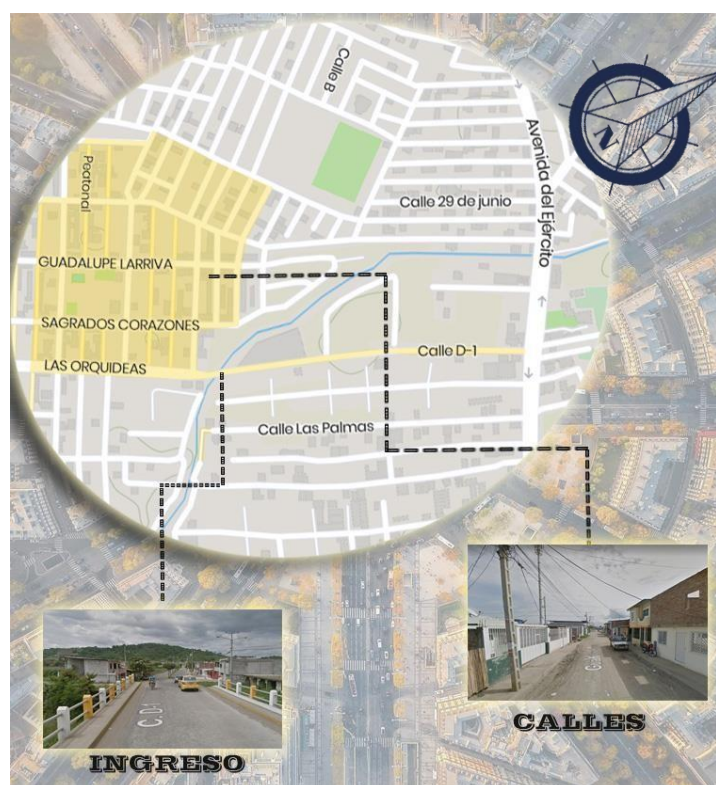 Calle B
Avenida del Ejército
N
Peatonal
Calle 29 de junio
GUADALUPE LARRIVA
SAGRADOS CORAZONES
Calle D-1
LAS ORQUIDEAS
Calle Las Palmas
C. D-1
CALLES
INGRESO